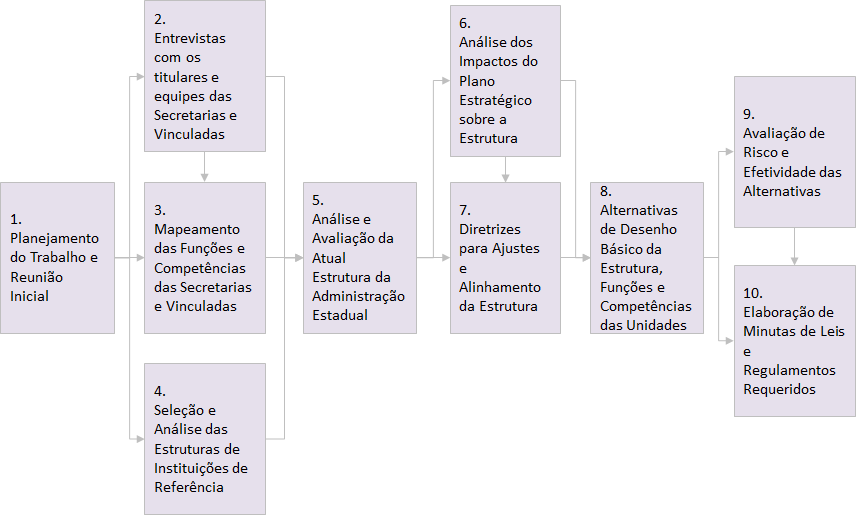 1.
Planejamento
do Trabalho e
Reunião
Inicial
2.
Entrevistas
com os
titulares e
equipes das
Secretarias e
Vinculadas
3.
Mapeamento
das Funções e
Competências
das Secretarias
e Vinculadas
4.
Seleção e
Análise das
Estruturas de
Instituições de
Referência
5.
Análise e
Avaliação da
Atual
Estrutura da
Administração
Estadual
6.
Análise dos
Impactos do
Plano
Estratégico
sobre a
Estrutura
7.
Diretrizes
para Ajustes
e
Alinhamento
da Estrutura
8.
Alternativas
de Desenho
Básico da
Estrutura,
Funções e
Competências
das Unidades
9.
Avaliação de
Risco e
Efetividade das
Alternativas
10.
Elaboração de
Minutas de Leis
e
Regulamentos
Requeridos